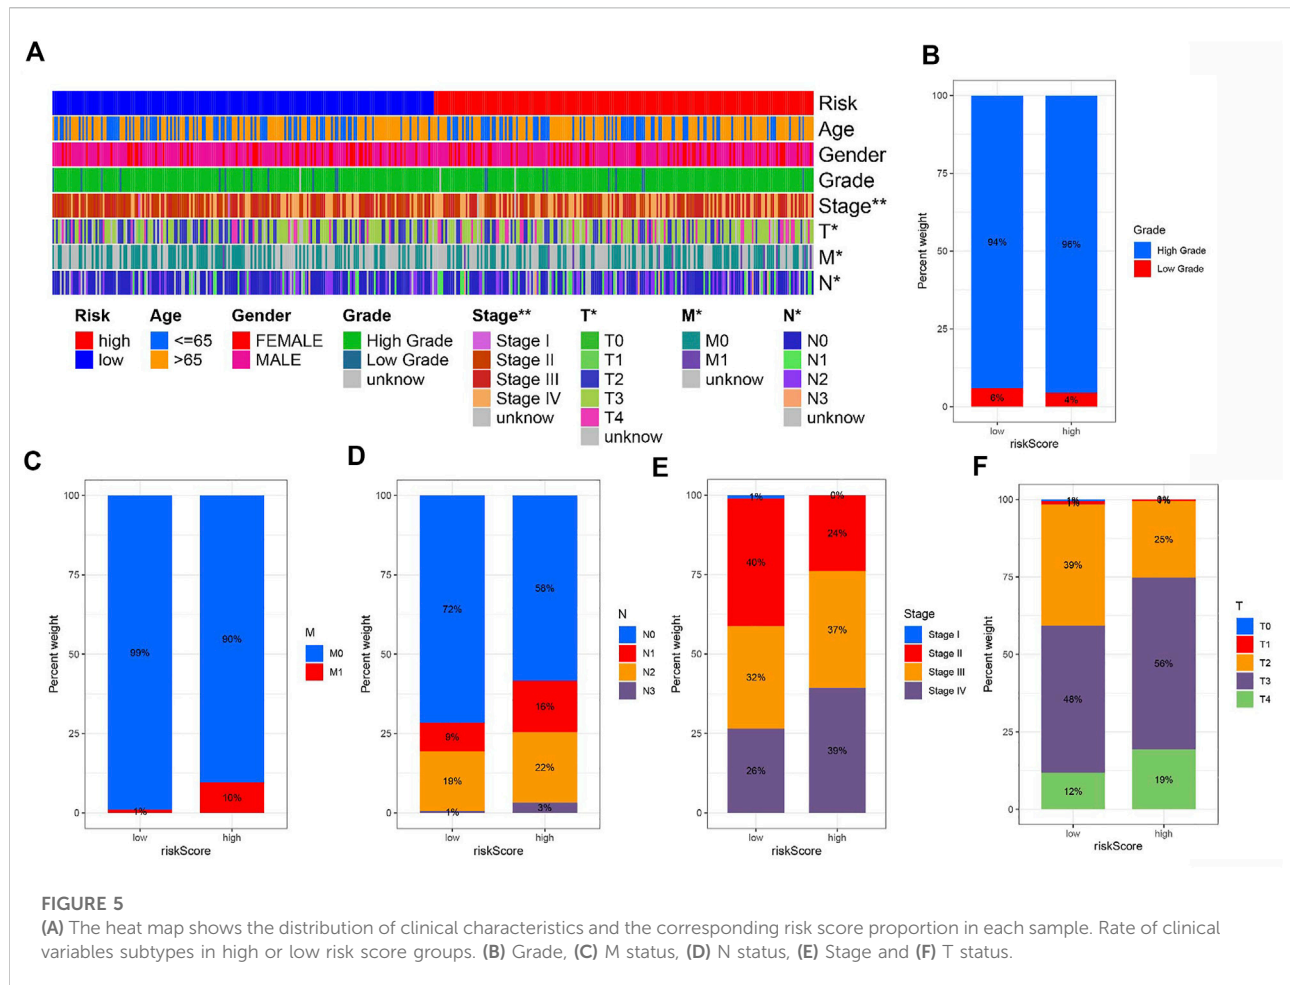 A
Risk
Age
Gender
Grade
Stage**
T*
M*
N*
Risk
high
low
Age
<=65
>65
Gender
FEMALE
MALE
Grade
High Grade
Low Grade
unknow
Stage**
Stage I
Stage II
Stage III
Stage IV
unknow
T*
T0
T1
T2
T3
T4
unknow
M*
M0
M1
unknow
N*
N0
N1
N2
N3
unknow
B
Percent weight
100
75
50
25
0
94%
96%
6%
4%
low
high
riskScore
Grade
High Grade
Low Grade
C
Percent weight
100
75
50
25
0
99%
90%
1%
10%
low
high
riskScore
M
M0
M1
D
Percent weight
100
75
50
25
0
72%
58%
9%
16%
19%
22%
1%
3%
low
high
riskScore
N
N0
N1
N2
N3
E
Percent weight
100
75
50
25
0
1%
0%
40%
24%
32%
37%
26%
39%
low
high
riskScore
Stage
Stage I
Stage II
Stage III
Stage IV
F
Percent weight
100
75
50
25
0
1%
1%
39%
25%
48%
56%
12%
19%
low
high
riskScore
T
T0
T1
T2
T3
T4
FIGURE 5
(A) The heat map shows the distribution of clinical characteristics and the corresponding risk score proportion in each sample. Rate of clinical
variables subtypes in high or low risk score groups. (B) Grade, (C) M status, (D) N status, (E) Stage and (F) T status.